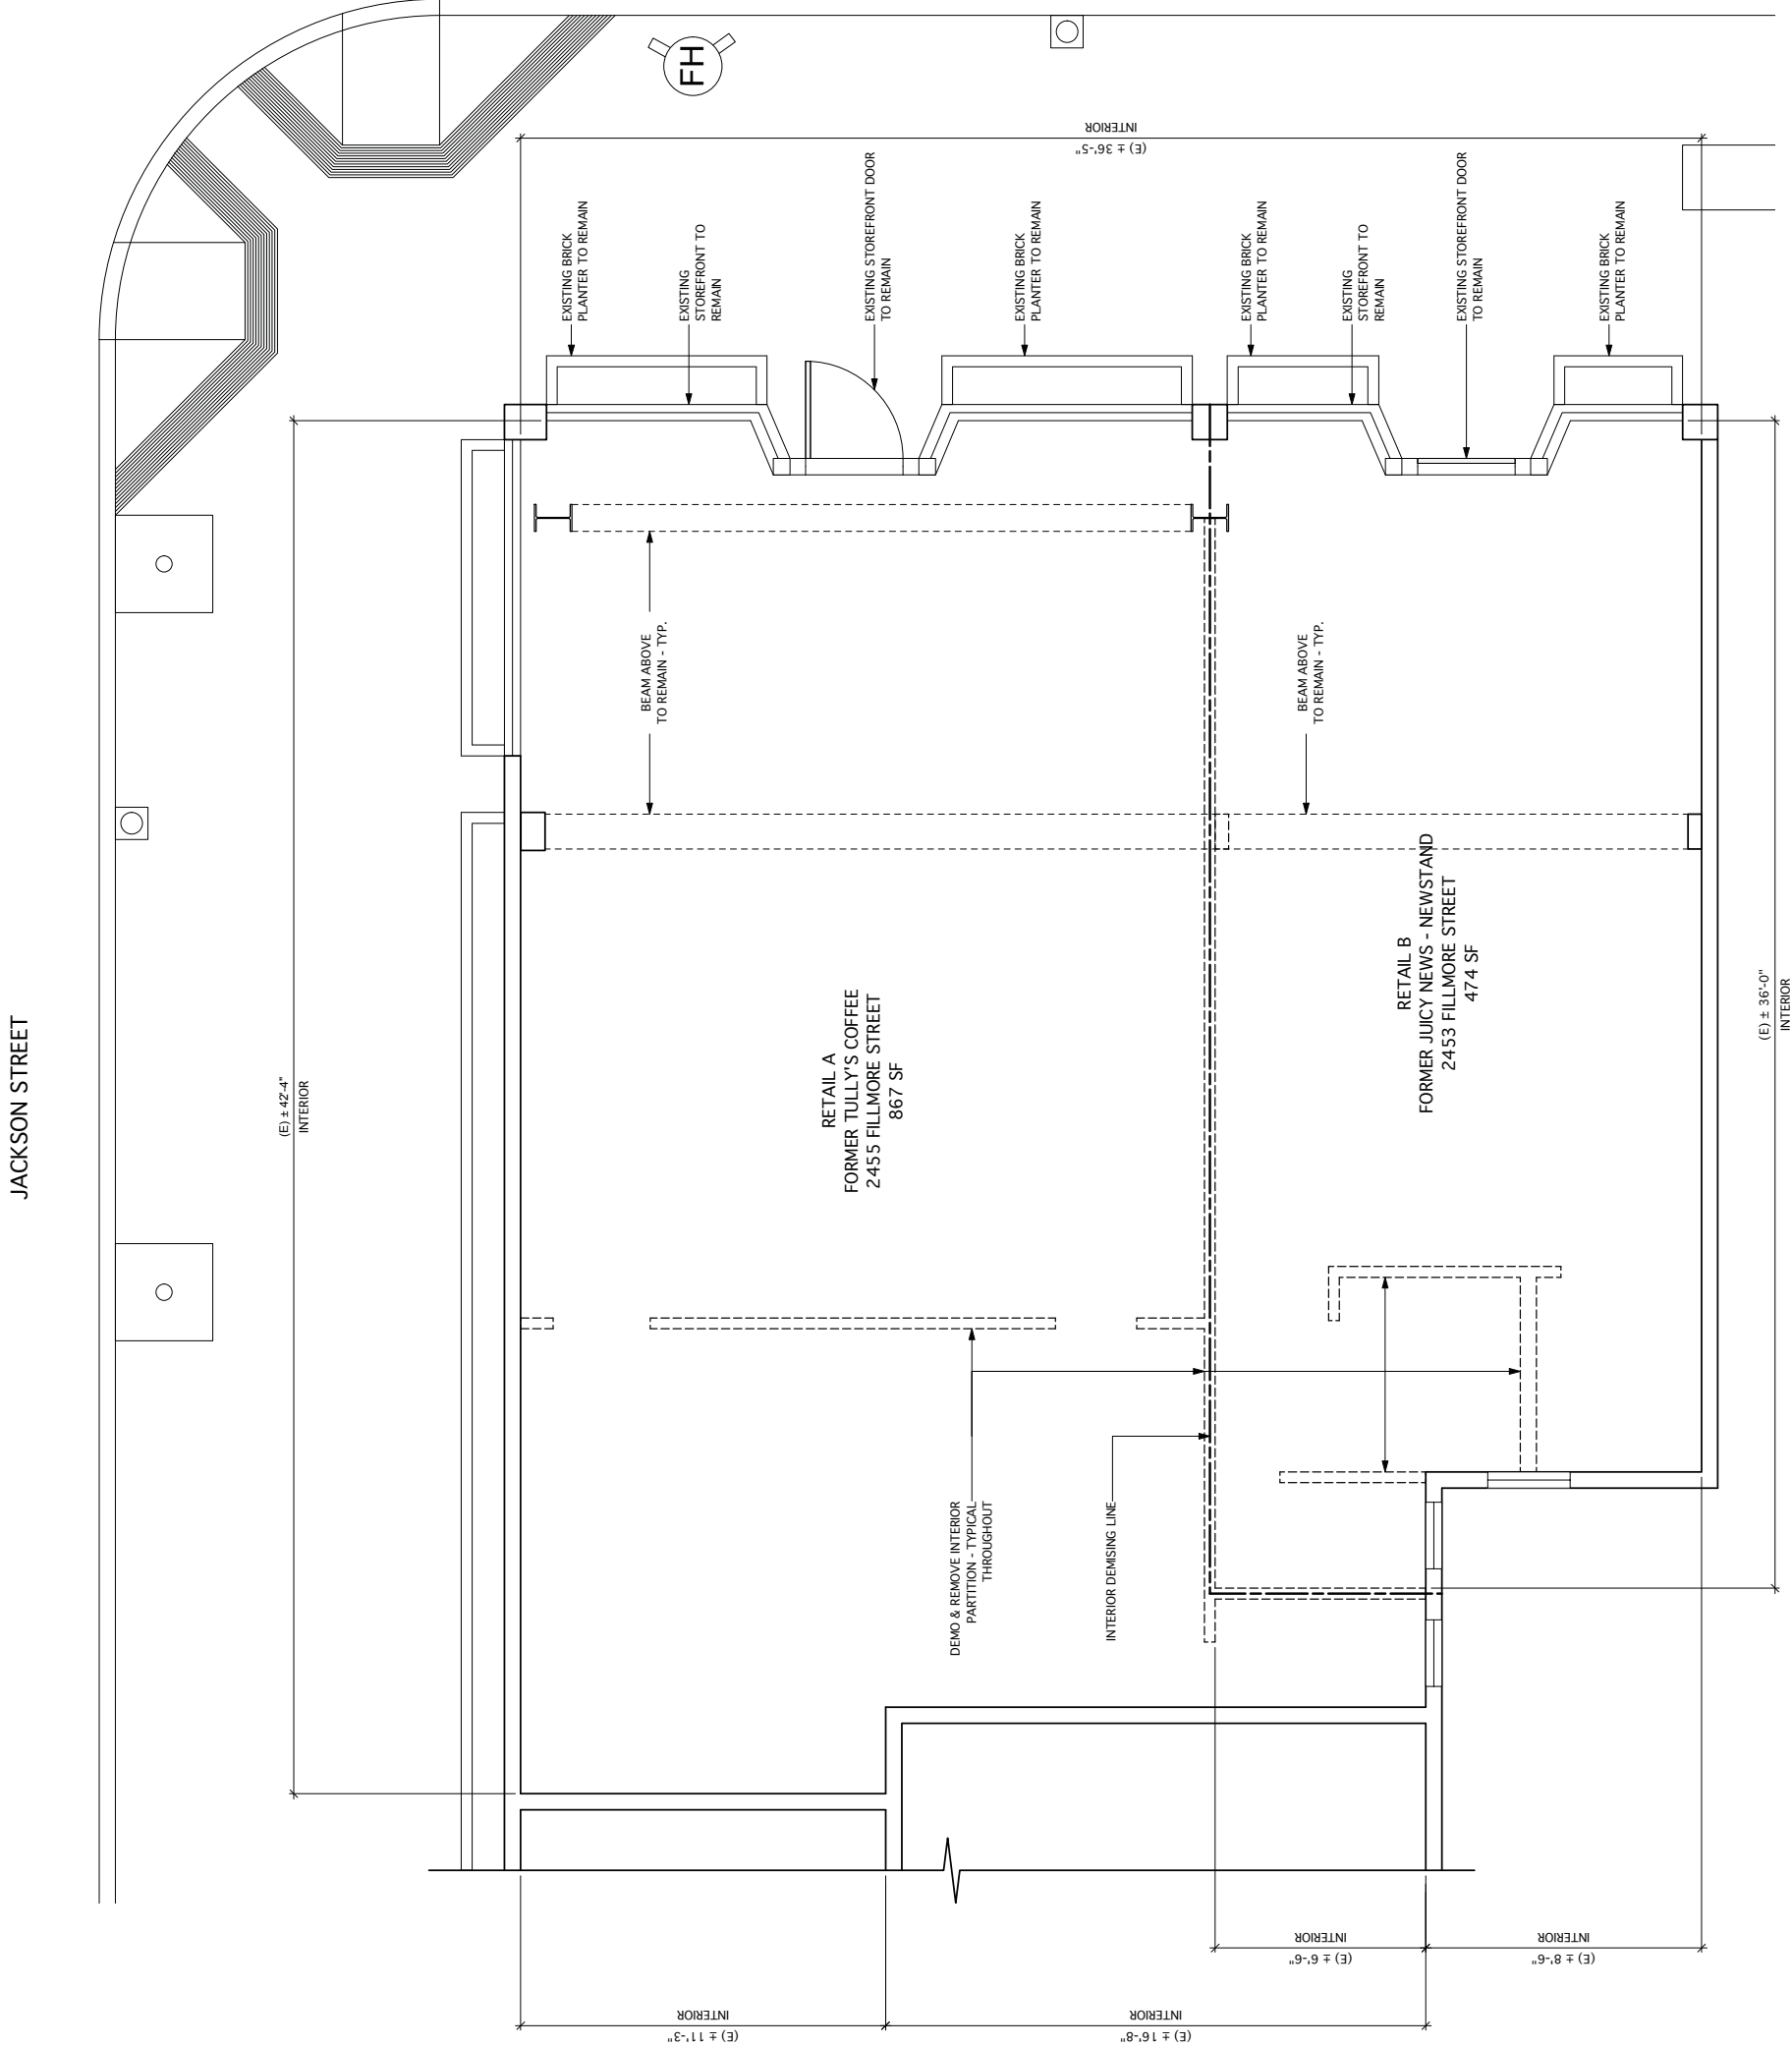 JACKSON STREET
FH
(E) ± 36'-5"
INTERIOR
EXISTING BRICK
PLANTER TO REMAIN
EXISTING
STOREFRONT TO
REMAIN
EXISTING STOREFRONT DOOR
TO REMAIN
EXISTING BRICK
PLANTER TO REMAIN
EXISTING BRICK
PLANTER TO REMAIN
EXISTING
STOREFRONT TO
REMAIN
EXISTING STOREFRONT DOOR
TO REMAIN
EXISTING BRICK
PLANTER TO REMAIN
BEAM ABOVE
TO REMAIN - TYP.
BEAM ABOVE
TO REMAIN - TYP.
(E) ± 42'-4"
INTERIOR
RETAIL A
FORMER TULLY'S COFFEE
2455 FILLMORE STREET
867 SF
RETAIL B
FORMER JUICY NEWS - NEWSTAND
2453 FILLMORE STREET
474 SF
(E) ± 36'-0"
INTERIOR
DEMO & REMOVE INTERIOR
PARTITION - TYPICAL
THROUGHOUT
INTERIOR DEMISING LINE
(E) ± 6'-6"
INTERIOR
(E) ± 8'-6"
INTERIOR
(E) ± 11'-3"
INTERIOR
(E) ± 16'-8"
INTERIOR